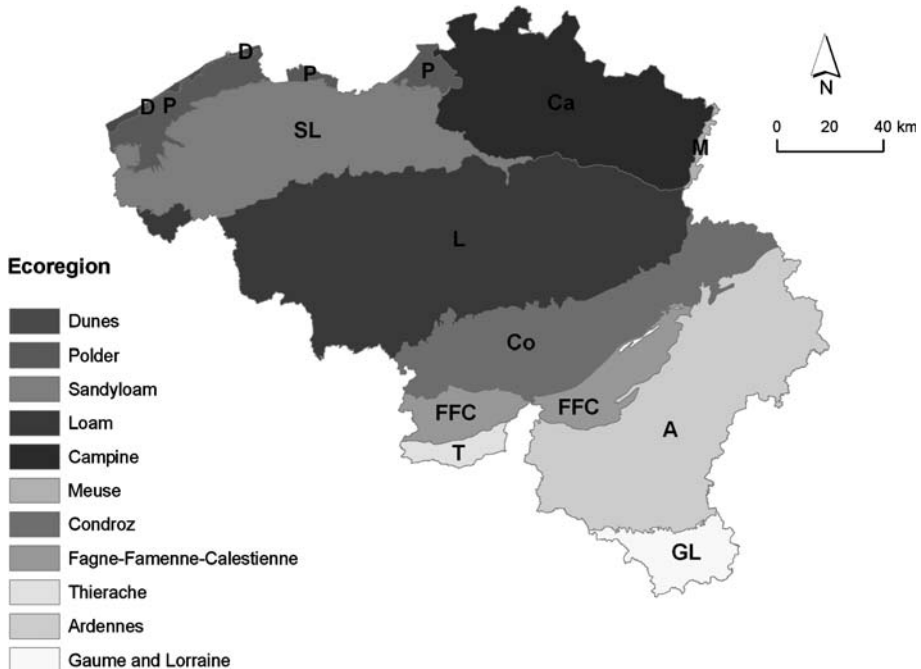 D
P
P
D P
Ca
SL
M
N
0 20 40 km
L
Ecoregion
Dunes
Polder
Sandyloam
Loam
Campine
Meuse
Condroz
Fagne-Famenne-Calestienne
Thierache
Ardennes
Gaume and Lorraine
Co
FFC
FFC
T
A
GL